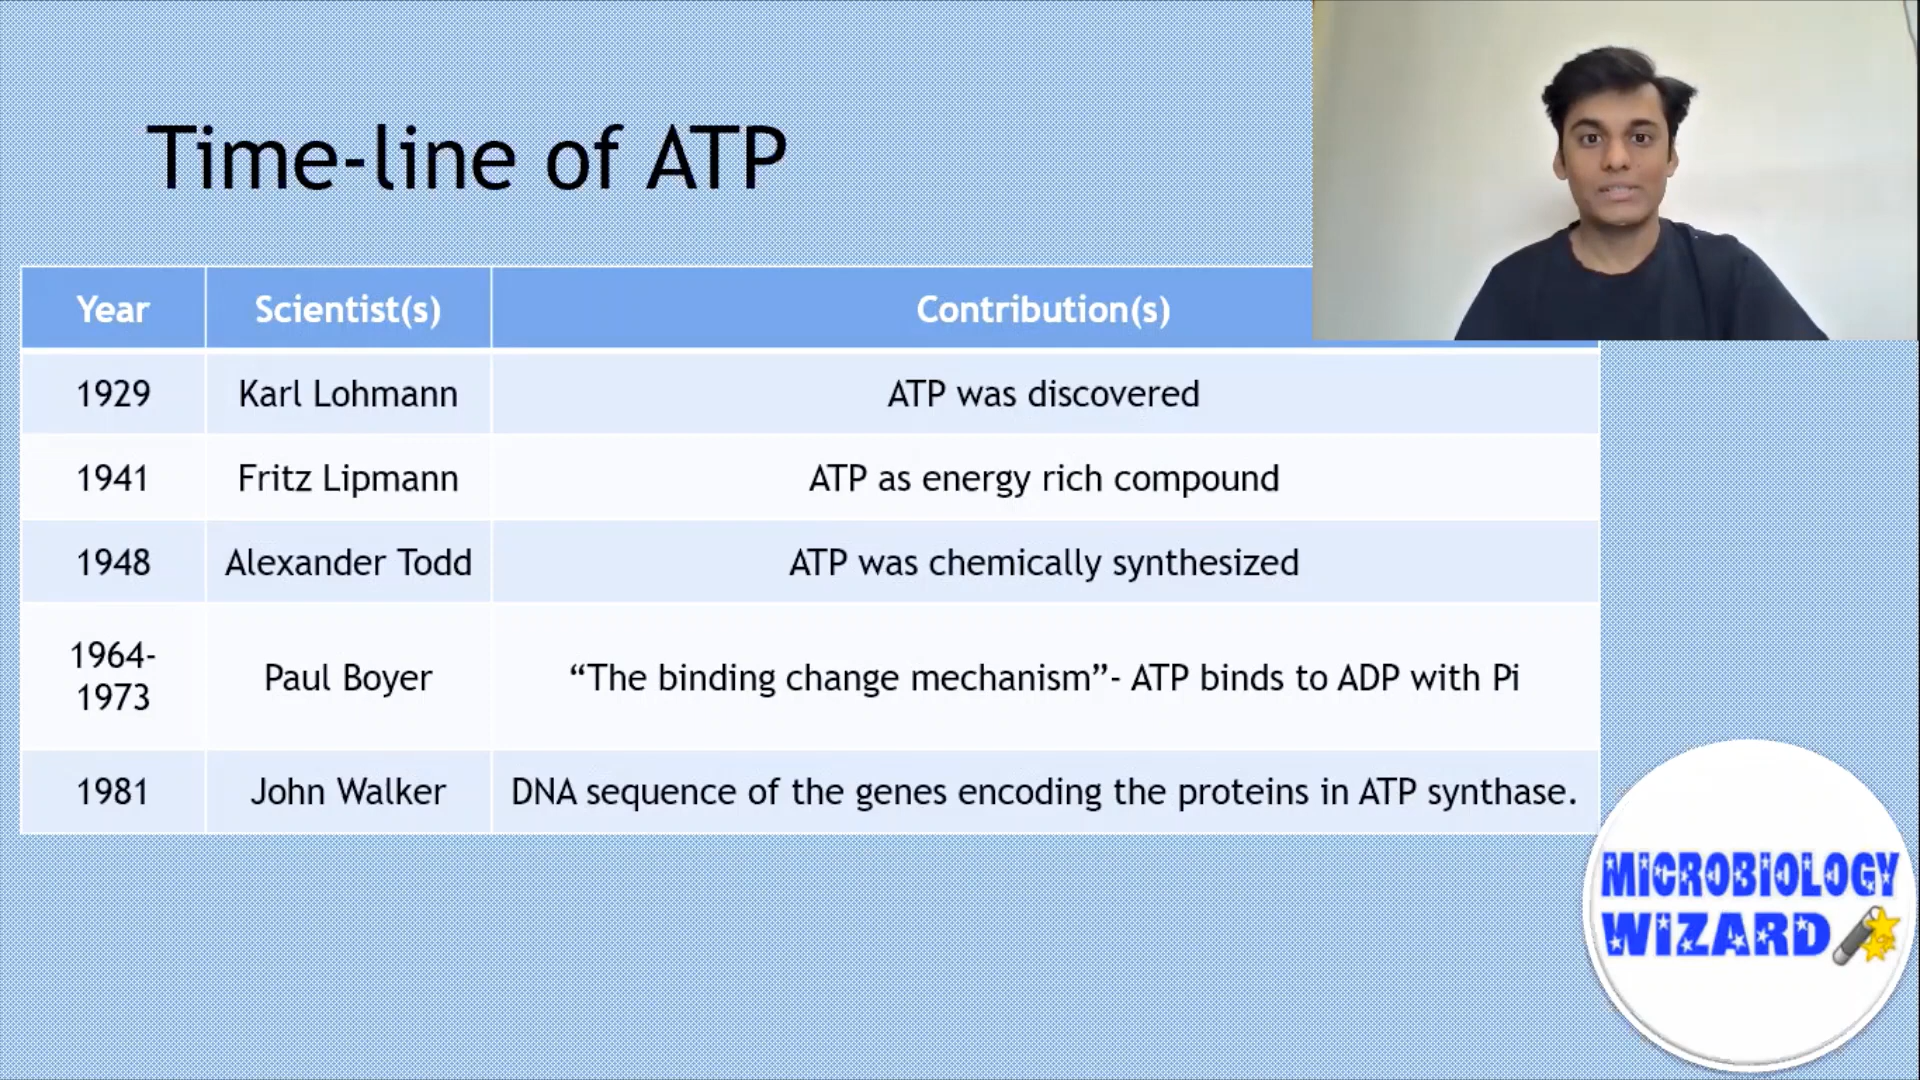 Time-line of ATP
Year Scientist(s) Contribution(s)
1929 Karl Lohmann ATP was discovered
1941 Fritz Lipmann ATP as energy rich compound
1948 Alexander Todd ATP was chemically synthesized
1964-
1973 Paul Boyer “The binding change mechanism”- ATP binds to ADP with Pi
1981 John Walker DNA sequence of the genes encoding the proteins in ATP synthase.
MICROBIOLOGY
WIZARD